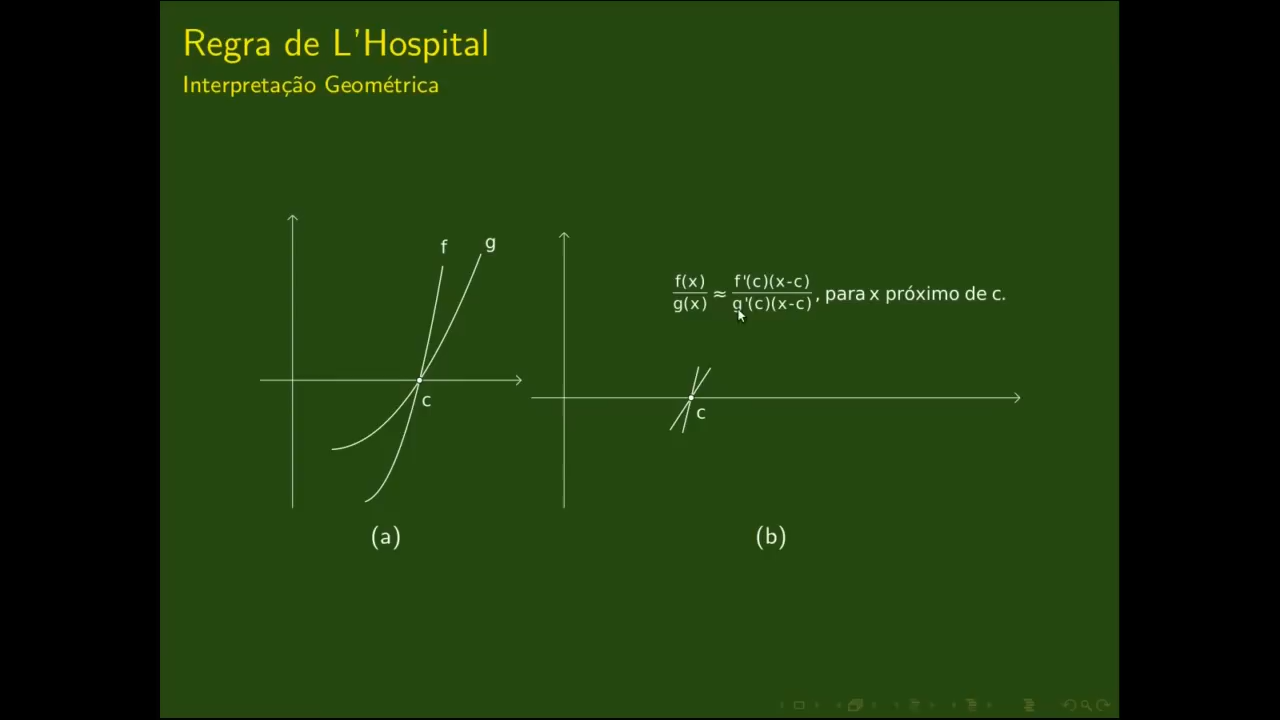 Regra de L'Hospital
Interpretação Geométrica
f
g
c
(a)
f(x)/g(x) ≈ f'(c)(x-c)/g'(c)(x-c), para x próximo de c.
c
(b)